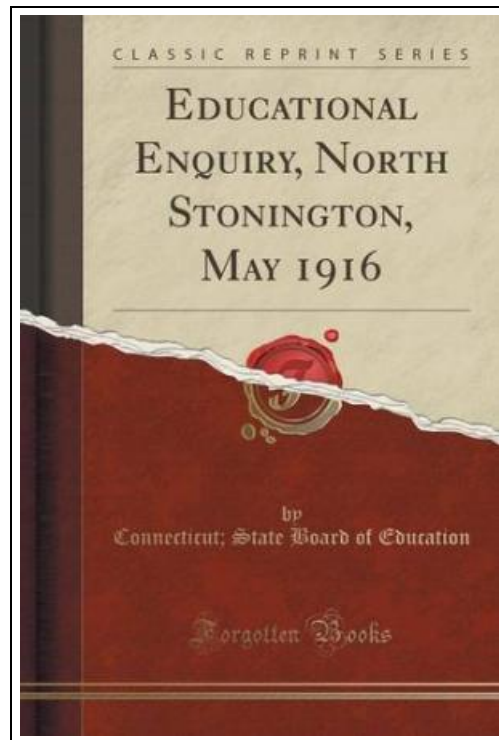 CLASSIC REPRINT SERIES
EDUCATIONAL
ENQUIRY, NORTH
STONINGTON,
MAY 1916
by
Connecticut; State Board of Education
Forgotten Books